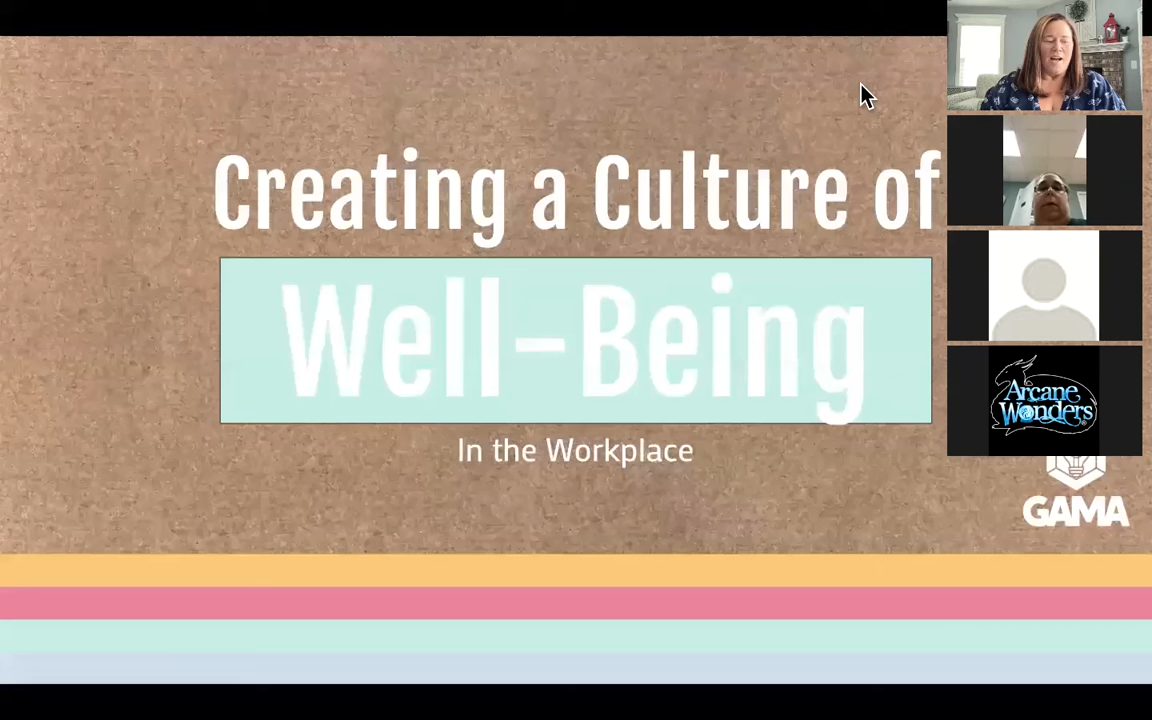 Creating a Culture of
Well-Being
In the Workplace
Arcane
Wonders
GAMA